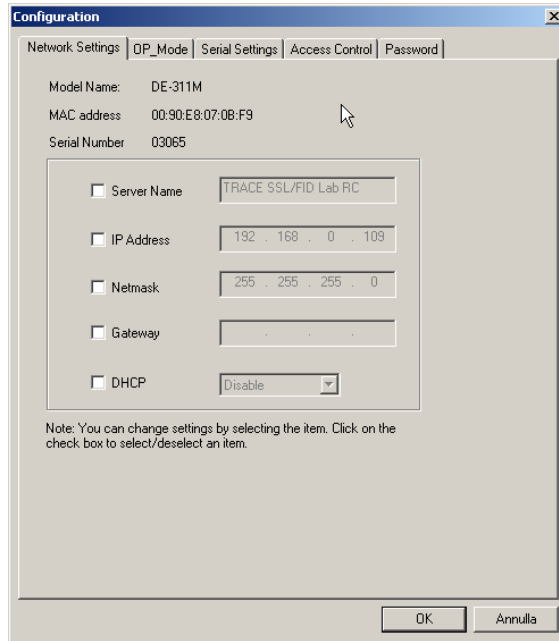 Configuration
Network Settings OP_Mode Serial Settings Access Control Password
Model Name: DE-311M
MAC address 00:90:E8:07:0B:F9
Serial Number 03065
Server Name TRACE SSL/FID Lab RC
IP Address 192 . 168 . 0 . 109
Netmask 255 . 255 . 255 . 0
Gateway . . .
DHCP Disable
Note: You can change settings by selecting the item. Click on the
check box to select/deselect an item.
OK Annulla